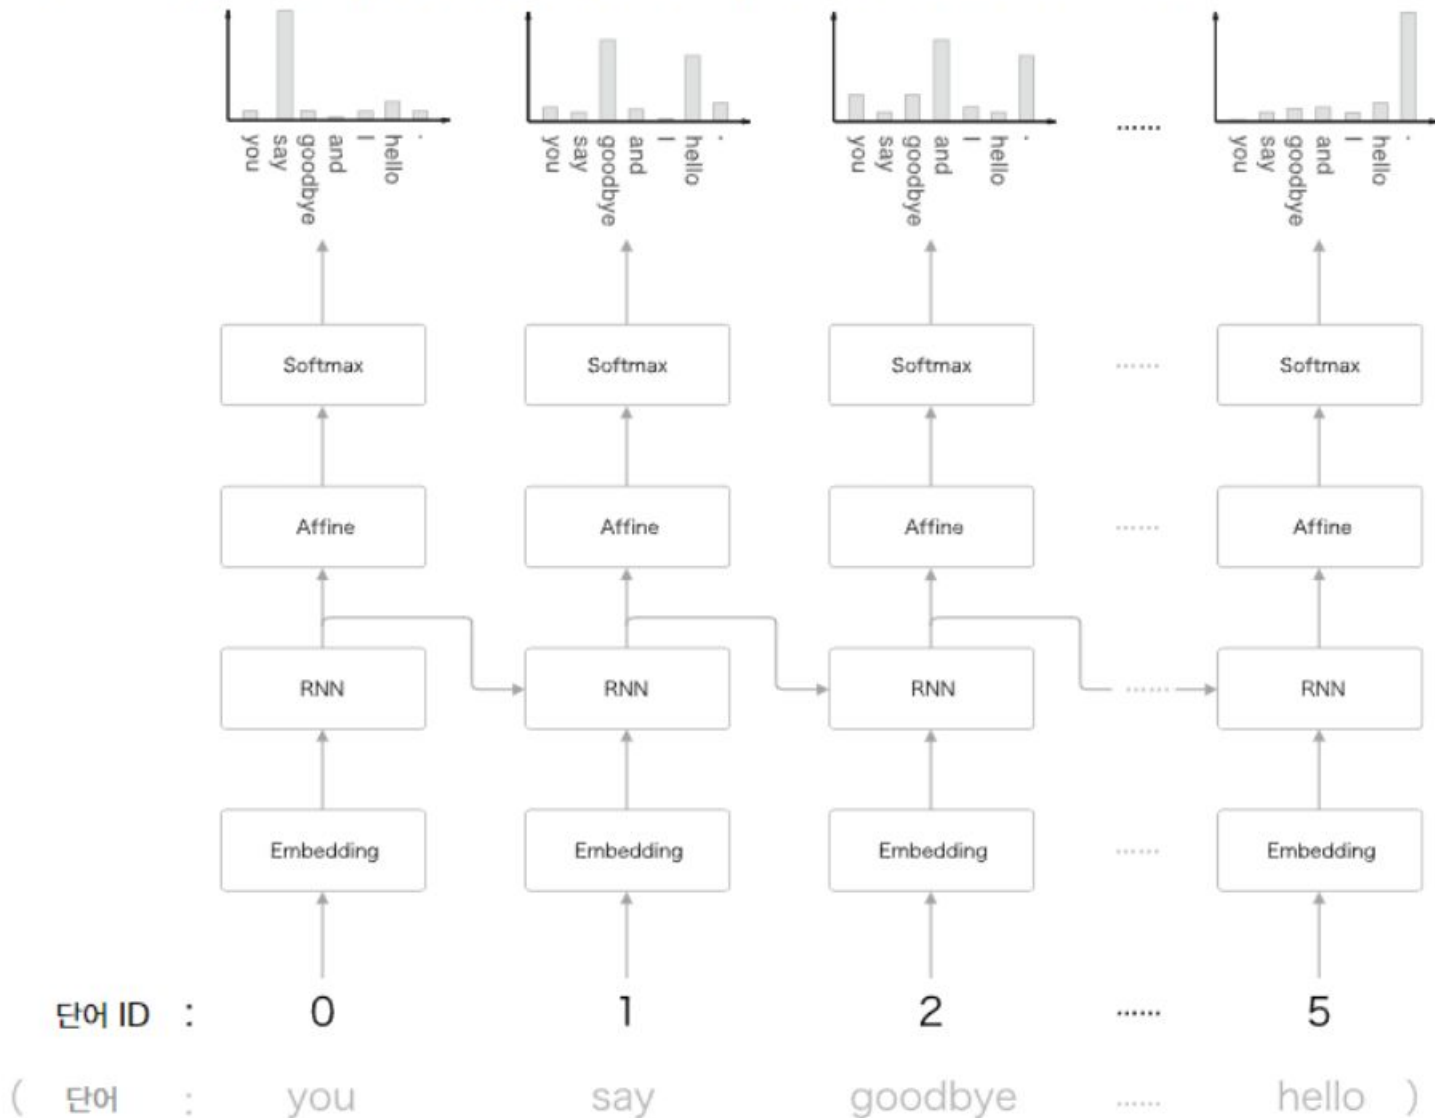 you say goodbye and I hello .
you say goodbye and I hello .
you say goodbye and I hello .
......
you say goodbye and I hello .
Softmax Softmax Softmax ...... Softmax
Affine Affine Affine ...... Affine
RNN RNN RNN ...... RNN
Embedding Embedding Embedding ...... Embedding
단어 ID : 0 1 2 ...... 5
( 단어 : you say goodbye ...... hello )